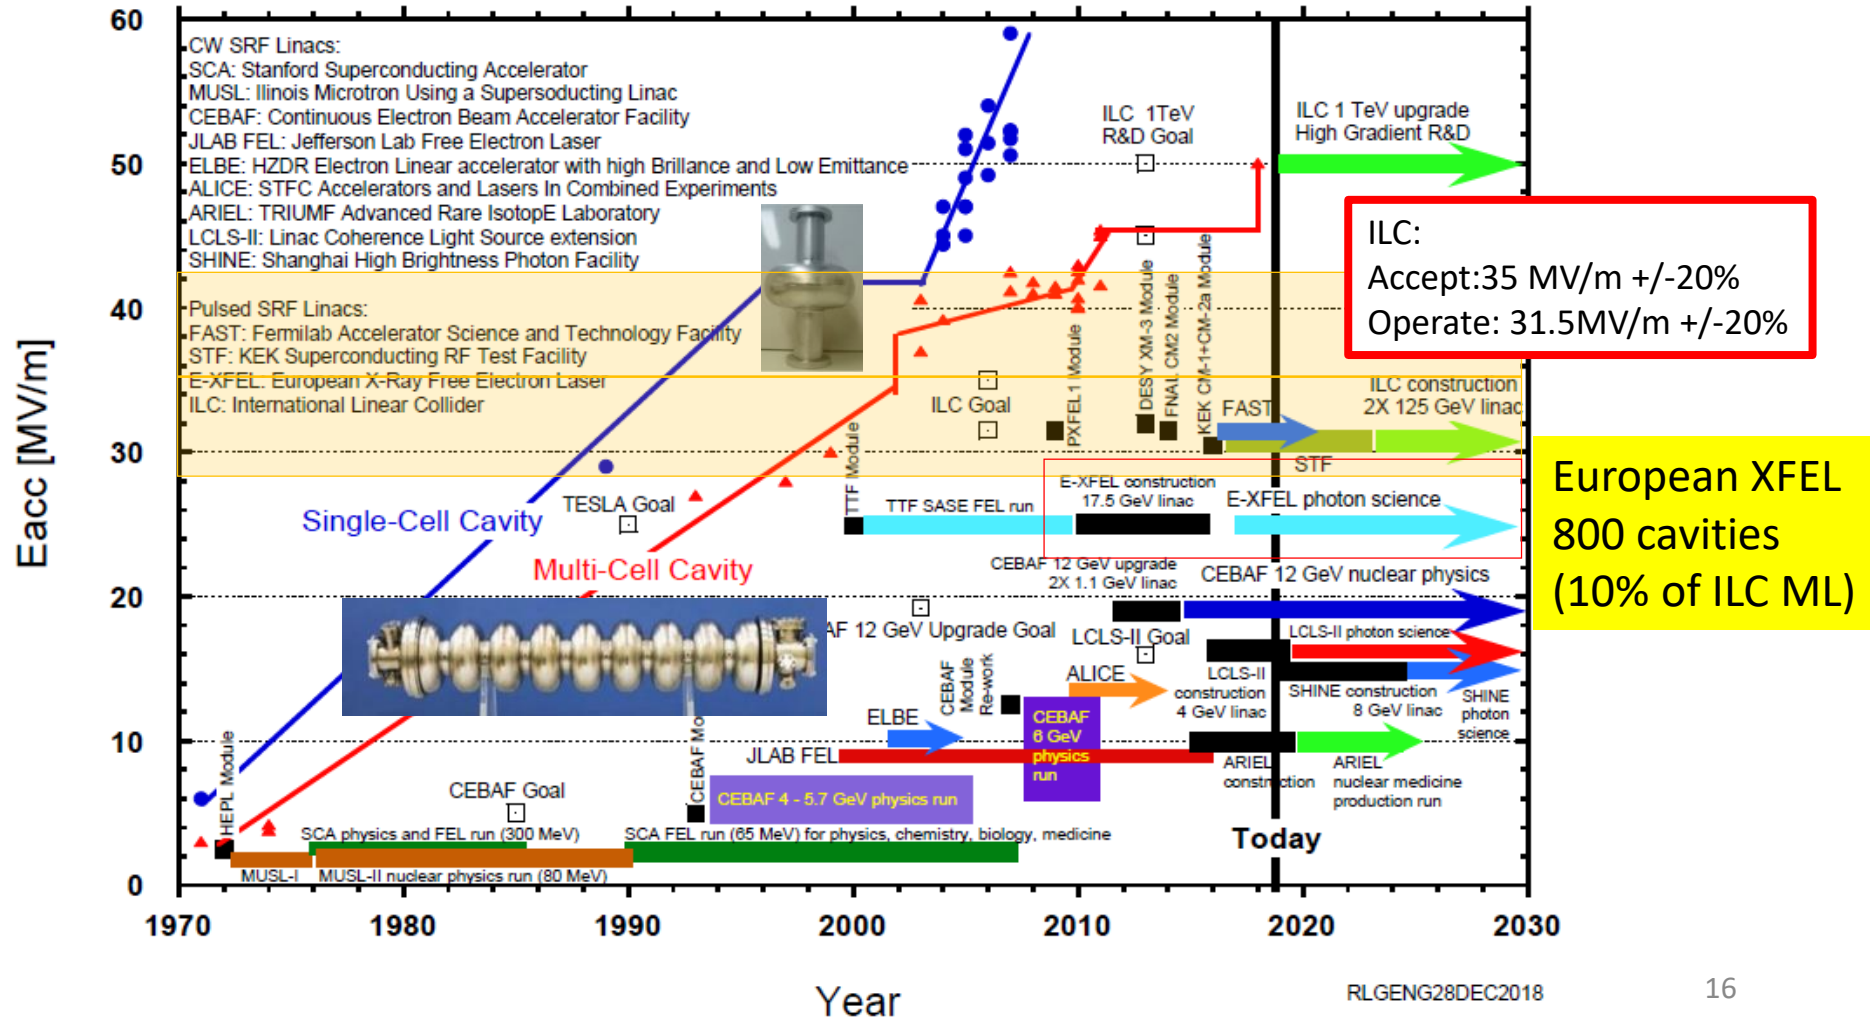 60
50
40
30
20
10
0
Eacc [MV/m]
CW SRF Linacs:
SCA: Stanford Superconducting Accelerator
MUSL: Illinois Microtron Using a Supersoducting Linac
CEBAF: Continuous Electron Beam Accelerator Facility
JLAB FEL: Jefferson Lab Free Electron Laser
ELBE: HZDR Electron Linear accelerator with high Brillance and Low Emittance
ALICE: STFC Accelerators and Lasers In Combined Experiments
ARIEL: TRIUMF Advanced Rare IsotopE Laboratory
LCLS-II: Linac Coherence Light Source extension
SHINE: Shanghai High Brightness Photon Facility
Pulsed SRF Linacs:
FAST: Fermilab Accelerator Science and Technology Facility
STF: KEK Superconducting RF Test Facility
E-XFEL: European X-Ray Free Electron Laser
ILC: International Linear Collider
ILC 1TeV
R&D Goal
ILC 1 TeV upgrade
High Gradient R&D
ILC:
Accept:35 MV/m +/-20%
Operate: 31.5MV/m +/-20%
ILC Goal
PXFEL1 Module
DESY XM-3 Module
FNAL CM2 Module
KEK CM-1+CM-2a Module
FAST
ILC construction
2X 125 GeV linac
STF
Single-Cell Cavity
TESLA Goal
TTF Module
TTF SASE FEL run
E-XFEL construction
17.5 GeV linac
E-XFEL photon science
European XFEL
800 cavities
(10% of ILC ML)
Multi-Cell Cavity
CEBAF 12 GeV upgrade
2X 1.1 GeV linac
CEBAF 12 GeV nuclear physics
AF 12 GeV Upgrade Goal
LCLS-II Goal
LCLS-II photon science
CEBAF
Module
Re-work
ALICE
LCLS-II
construction
4 GeV linac
SHINE construction
8 GeV linac
SHINE
photon
science
ELBE
CEBAF
6 GeV
physics
run
HEPL Module
CEBAF Mo
JLAB FEL
ARIEL
construction
ARIEL
nuclear medicine
production run
CEBAF Goal
CEBAF 4 - 5.7 GeV physics run
SCA physics and FEL run (300 MeV)
SCA FEL run (65 MeV) for physics, chemistry, biology, medicine
Today
MUSL-I
MUSL-II nuclear physics run (80 MeV)
1970
1980
1990
2000
2010
2020
2030
Year
RLGENG28DEC2018
16